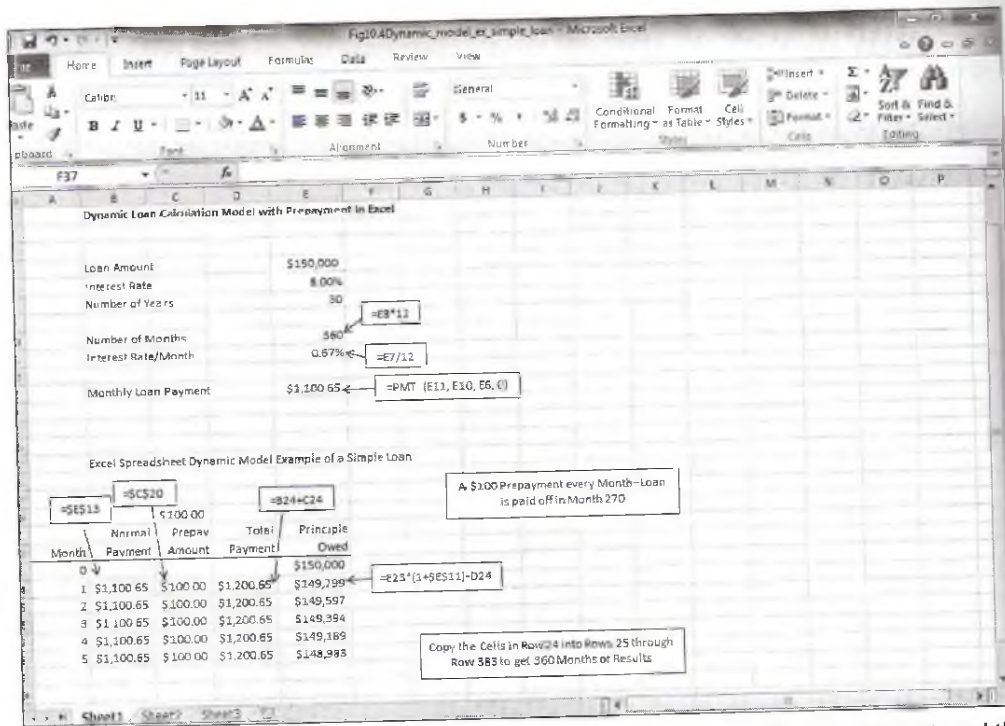 Fig10.4Dynamic_model_ex_simple_loan - Microsoft Excel
Home Insert Page Layout Formulas Data Review View
Calibri 11 A A General
Conditional Formatting Format as Table Cell Styles
Insert
Delete
Format
Sort & Filter Find & Select
B I U A $ % ,
Font Alignment Number Styles Cells Editing
F37 fx
A B C D E F G H I J K L M N O P
Dynamic Loan Calculation Model with Prepayment in Excel
Loan Amount $150,000
Interest Rate 8.00%
Number of Years 30
=E8*12
Number of Months 360
Interest Rate/Month 0.67% =E7/12
Monthly Loan Payment $1,100.65 =PMT (E11, E10, E6, 0)
Excel Spreadsheet Dynamic Model Example of a Simple Loan
A $100 Prepayment every Month-Loan
is paid off in Month 270
=$C$20
=$E$13 =B24+C24
$100.00
Normal Prepay Total Principle
Month Payment Amount Payment Owed
0 $150,000
1 $1,100.65 $100.00 $1,200.65 $149,799 =E23*(1+$E$11)-D24
2 $1,100.65 $100.00 $1,200.65 $149,597
3 $1,100.65 $100.00 $1,200.65 $149,394
4 $1,100.65 $100.00 $1,200.65 $149,189
5 $1,100.65 $100.00 $1,200.65 $148,983
Copy the Cells in Row 24 into Rows 25 through
Row 383 to get 360 Months of Results
Sheet1 Sheet2 Sheet3